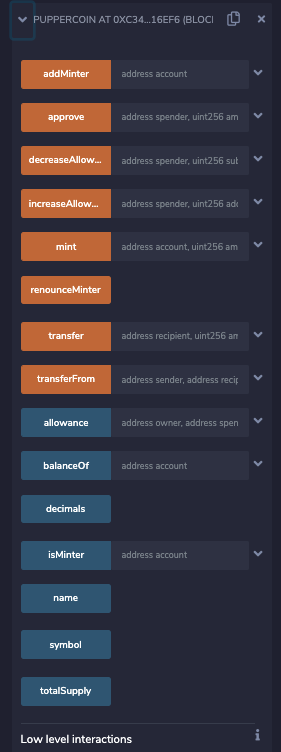 PUPPERCOIN AT 0XC34...16EF6 (BLOCI
addMinter address account
approve address spender, uint256 am
decreaseAllow... address spender, uint256 sub
increaseAllow... address spender, uint256 add
mint address account, uint256 am
renounceMinter
transfer address recipient, uint256 am
transferFrom address sender, address recip
allowance address owner, address spen
balanceOf address account
decimals
isMinter address account
name
symbol
totalSupply
Low level interactions